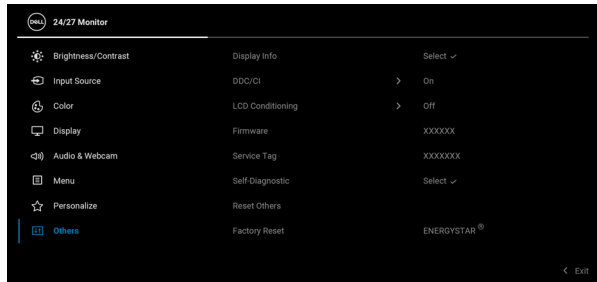 DELL 24/27 Monitor
Brightness/Contrast Display Info Select ✓
Input Source DDC/CI > On
Color LCD Conditioning > Off
Display Firmware XXXXXX
Audio & Webcam Service Tag XXXXXXX
Menu Self-Diagnostic Select ✓
Personalize Reset Others
Others Factory Reset ENERGYSTAR ®
< Exit